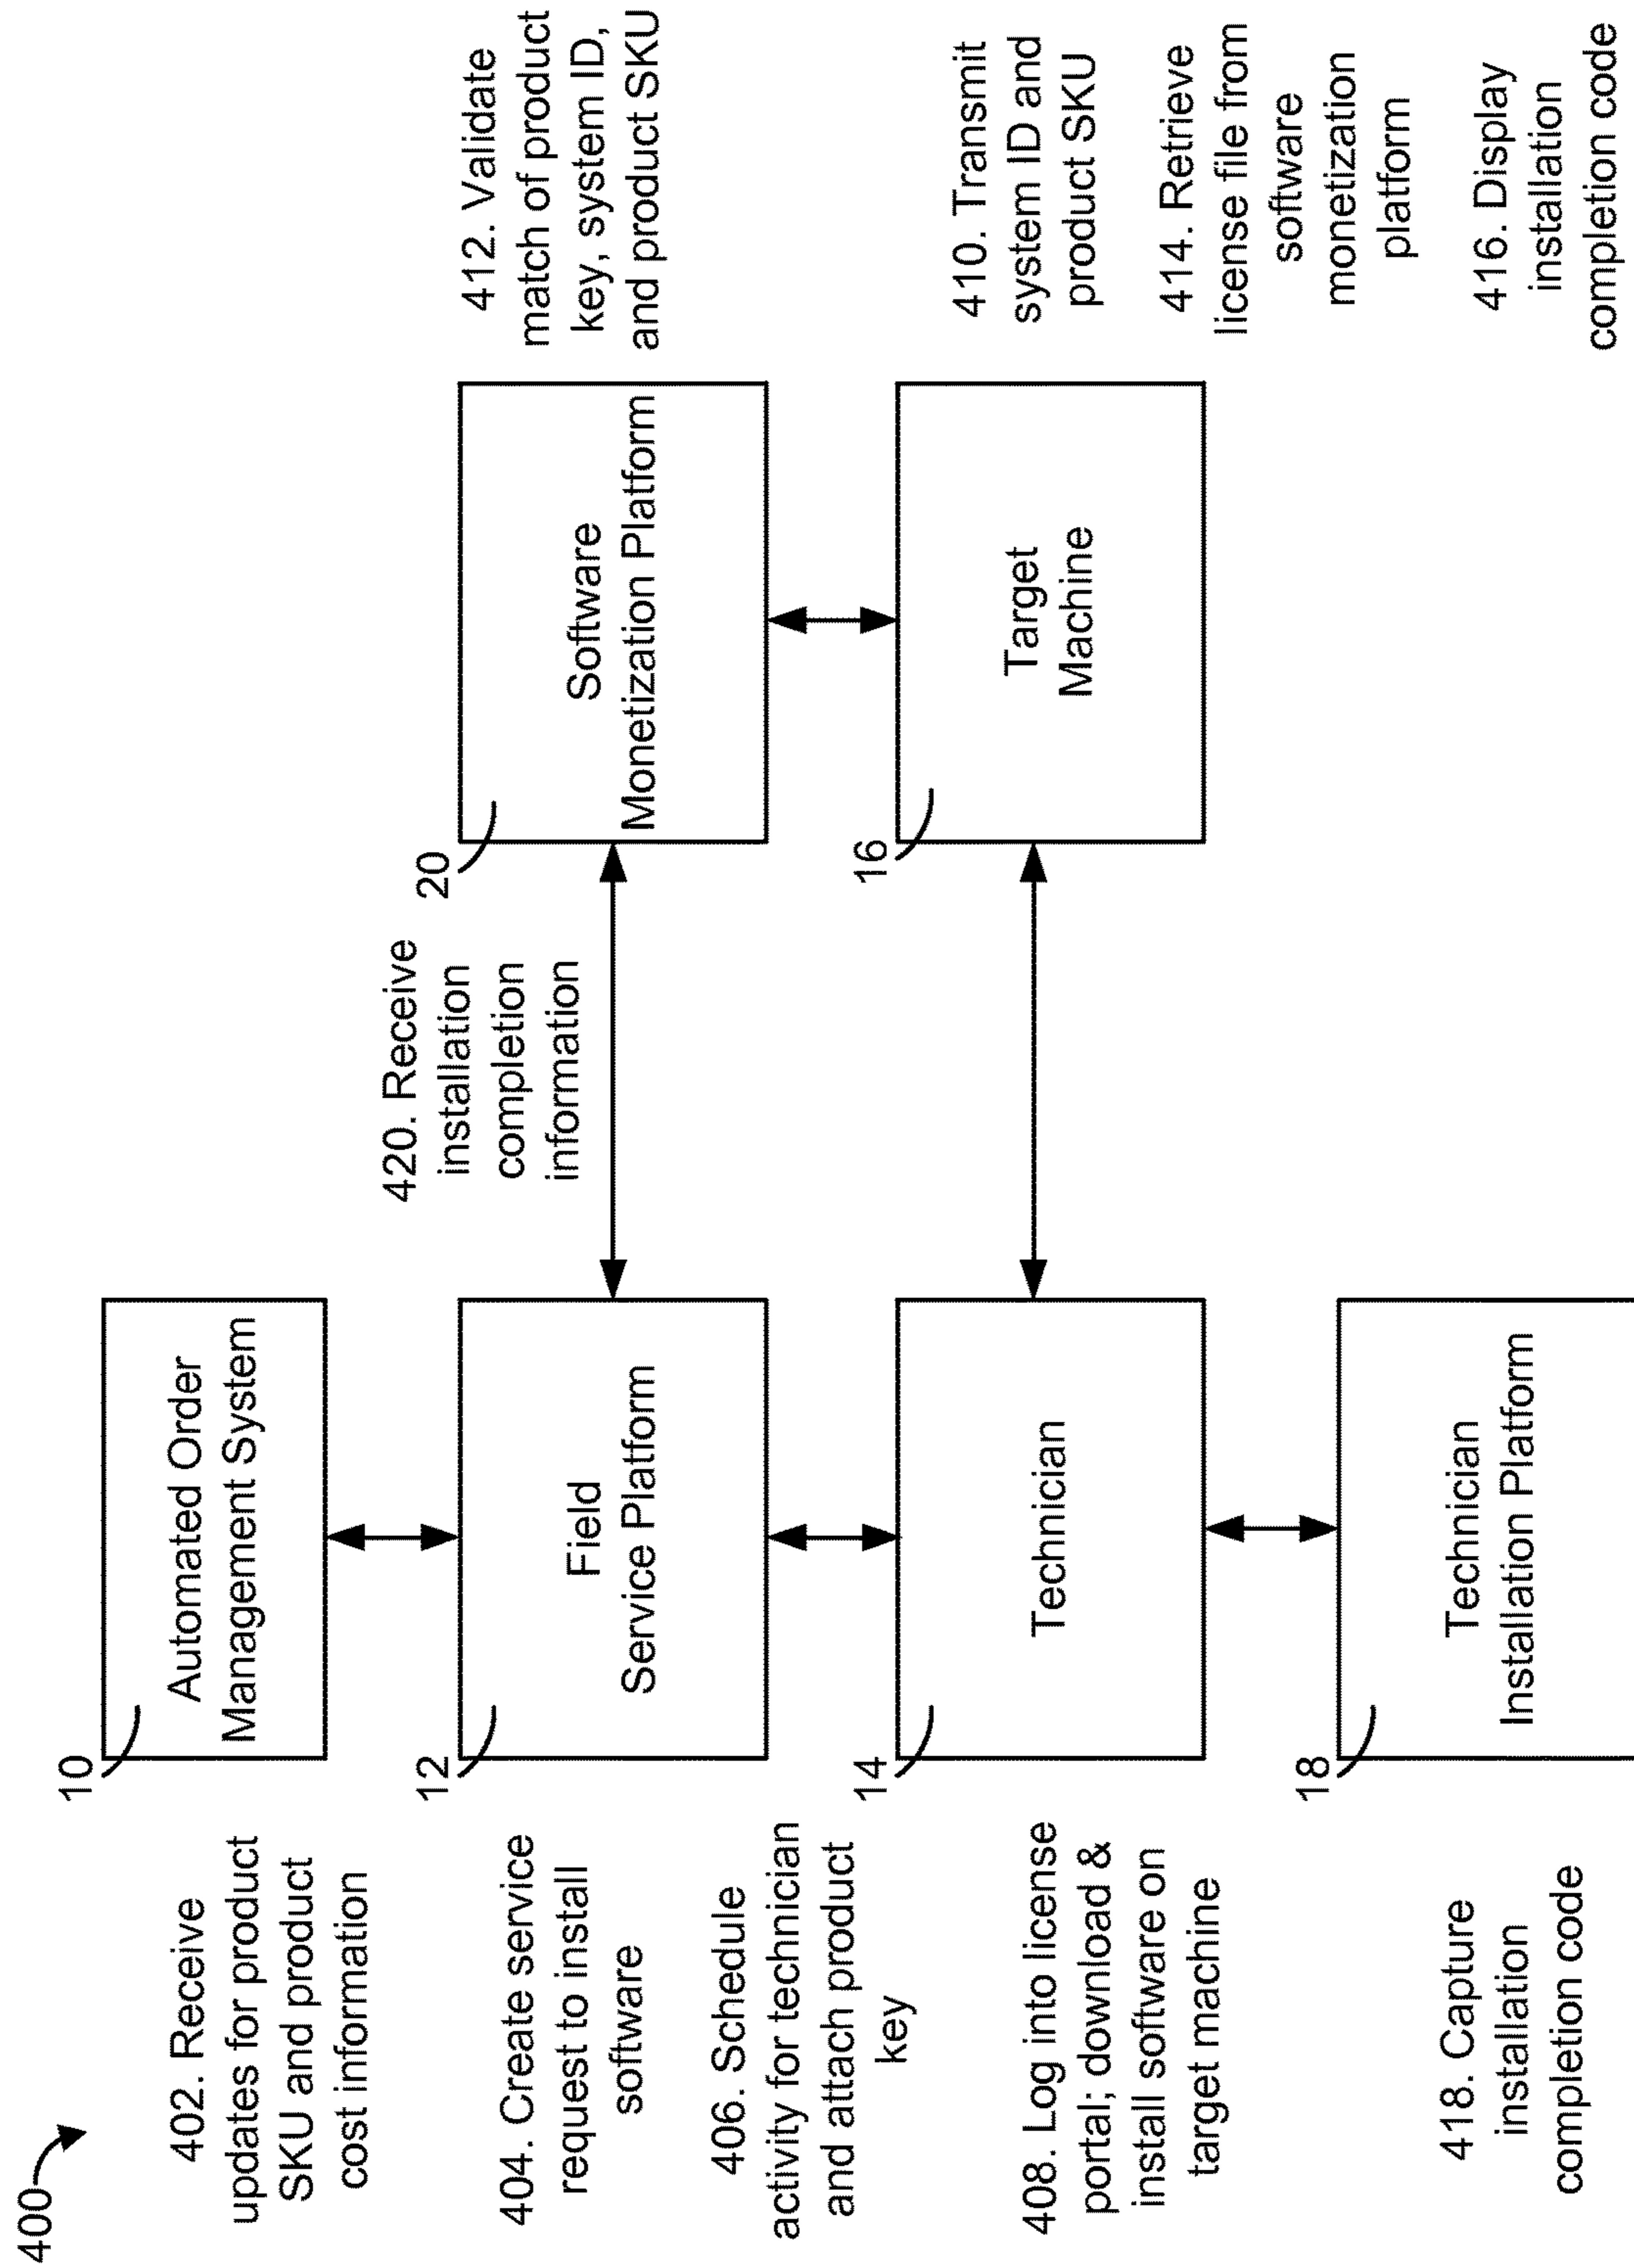 400
402. Receive
updates for product
SKU and product
cost information
10
Automated Order
Management System
404. Create service
request to install
software
406. Schedule
activity for technician
and attach product
key
12
Field
Service Platform
420. Receive
installation
completion
information
20
Software
Monetization Platform
412. Validate
match of product
key, system ID,
and product SKU
408. Log into license
portal; download &
install software on
target machine
14
Technician
16
Target
Machine
410. Transmit
system ID and
product SKU
414. Retrieve
license file from
software
monetization
platform
416. Display
installation
completion code
418. Capture
installation
completion code
18
Technician
Installation Platform